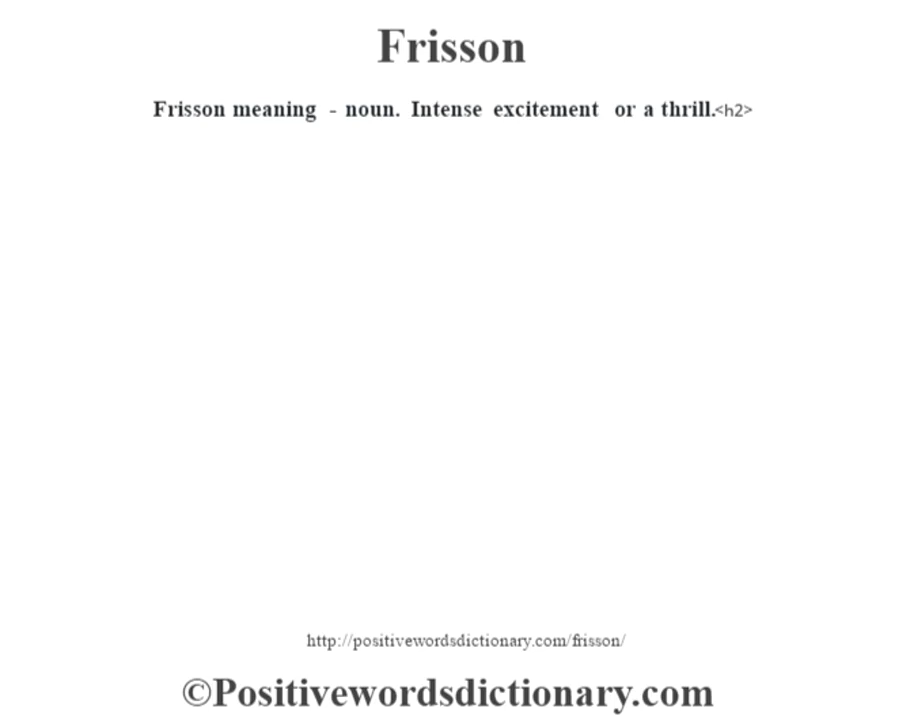 Frisson
Frisson meaning - noun. Intense excitement or a thrill.<h2>
http://positivewordsdictionary.com/frisson/
©Positivewordsdictionary.com